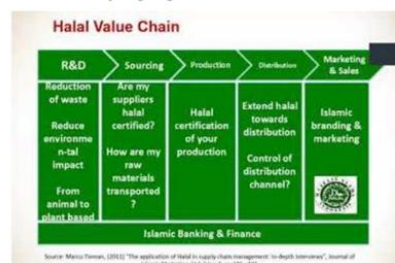 Halal Value Chain
R&D
Sourcing
Production
Distribution
Marketing
& Sales
Reduction
of waste
Reduce
environme
n-tal
impact
From
animal to
plant based
Are my
suppliers
halal
certified?
How are my
raw
materials
transported
?
Halal
certification
of your
production
Extend halal
towards
distribution
Control of
distribution
channel?
Islamic
branding &
marketing
Islamic Banking & Finance
Source: Marco Tieman, (2011) "The application of Halal in supply chain management: in-depth interviews", Journal of